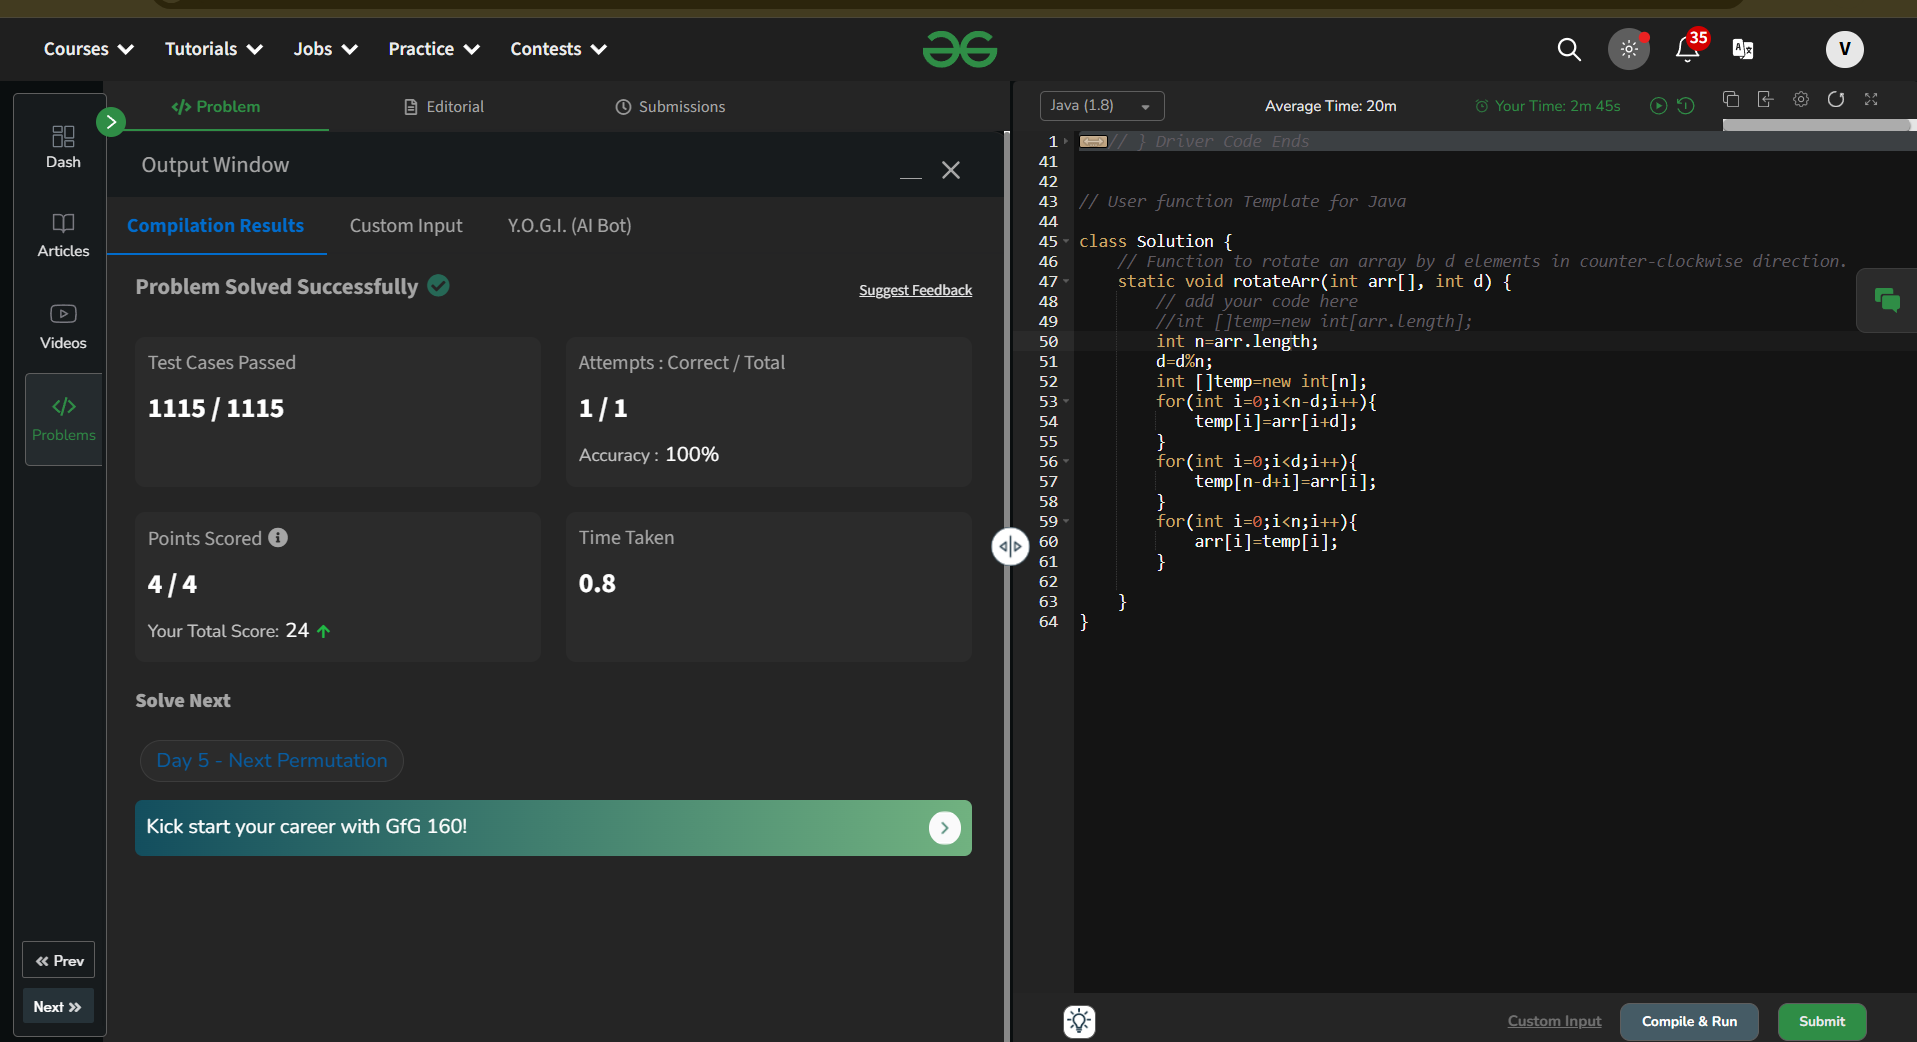 Courses
Tutorials
Jobs
Practice
Contests
35
V
Dash
Articles
Videos
Problems
Prev
Next
Problem
Editorial
Submissions
Output Window
Compilation Results
Custom Input
Y.O.G.I. (AI Bot)
Problem Solved Successfully
Suggest Feedback
Test Cases Passed
1115 / 1115
Attempts : Correct / Total
1 / 1
Accuracy : 100%
Points Scored
4 / 4
Your Total Score: 24
Time Taken
0.8
Solve Next
Day 5 - Next Permutation
Kick start your career with GfG 160!
Java (1.8)
Average Time: 20m
Your Time: 2m 45s
1 // } Driver Code Ends
41
42
43 // User function Template for Java
44
45 class Solution {
46     // Function to rotate an array by d elements in counter-clockwise direction.
47     static void rotateArr(int arr[], int d) {
48         // add your code here
49         //int []temp=new int[arr.length];
50         int n=arr.length;
51         d=d%n;
52         int []temp=new int[n];
53         for(int i=0;i<n-d;i++){
54             temp[i]=arr[i+d];
55         }
56         for(int i=0;i<d;i++){
57             temp[n-d+i]=arr[i];
58         }
59         for(int i=0;i<n;i++){
60             arr[i]=temp[i];
61         }
62
63     }
64 }
Custom Input
Compile & Run
Submit